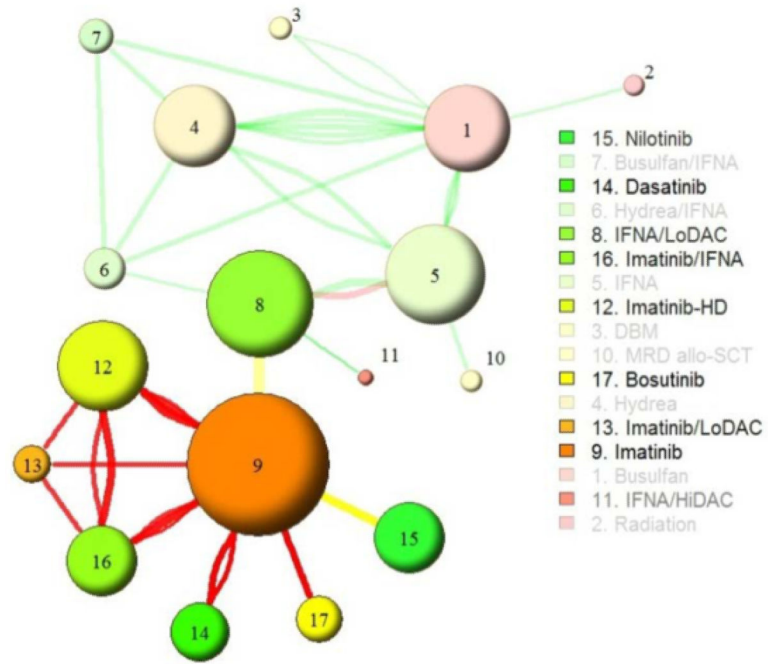 3
7
2
4
1
6
5
8
11
10
12
13
9
16
15
14
17
15. Nilotinib
7. Busulfan/IFNA
14. Dasatinib
6. Hydrea/IFNA
8. IFNA/LoDAC
16. Imatinib/IFNA
5. IFNA
12. Imatinib-HD
3. DBM
10. MRD allo-SCT
17. Bosutinib
4. Hydrea
13. Imatinib/LoDAC
9. Imatinib
1. Busulfan
11. IFNA/HiDAC
2. Radiation